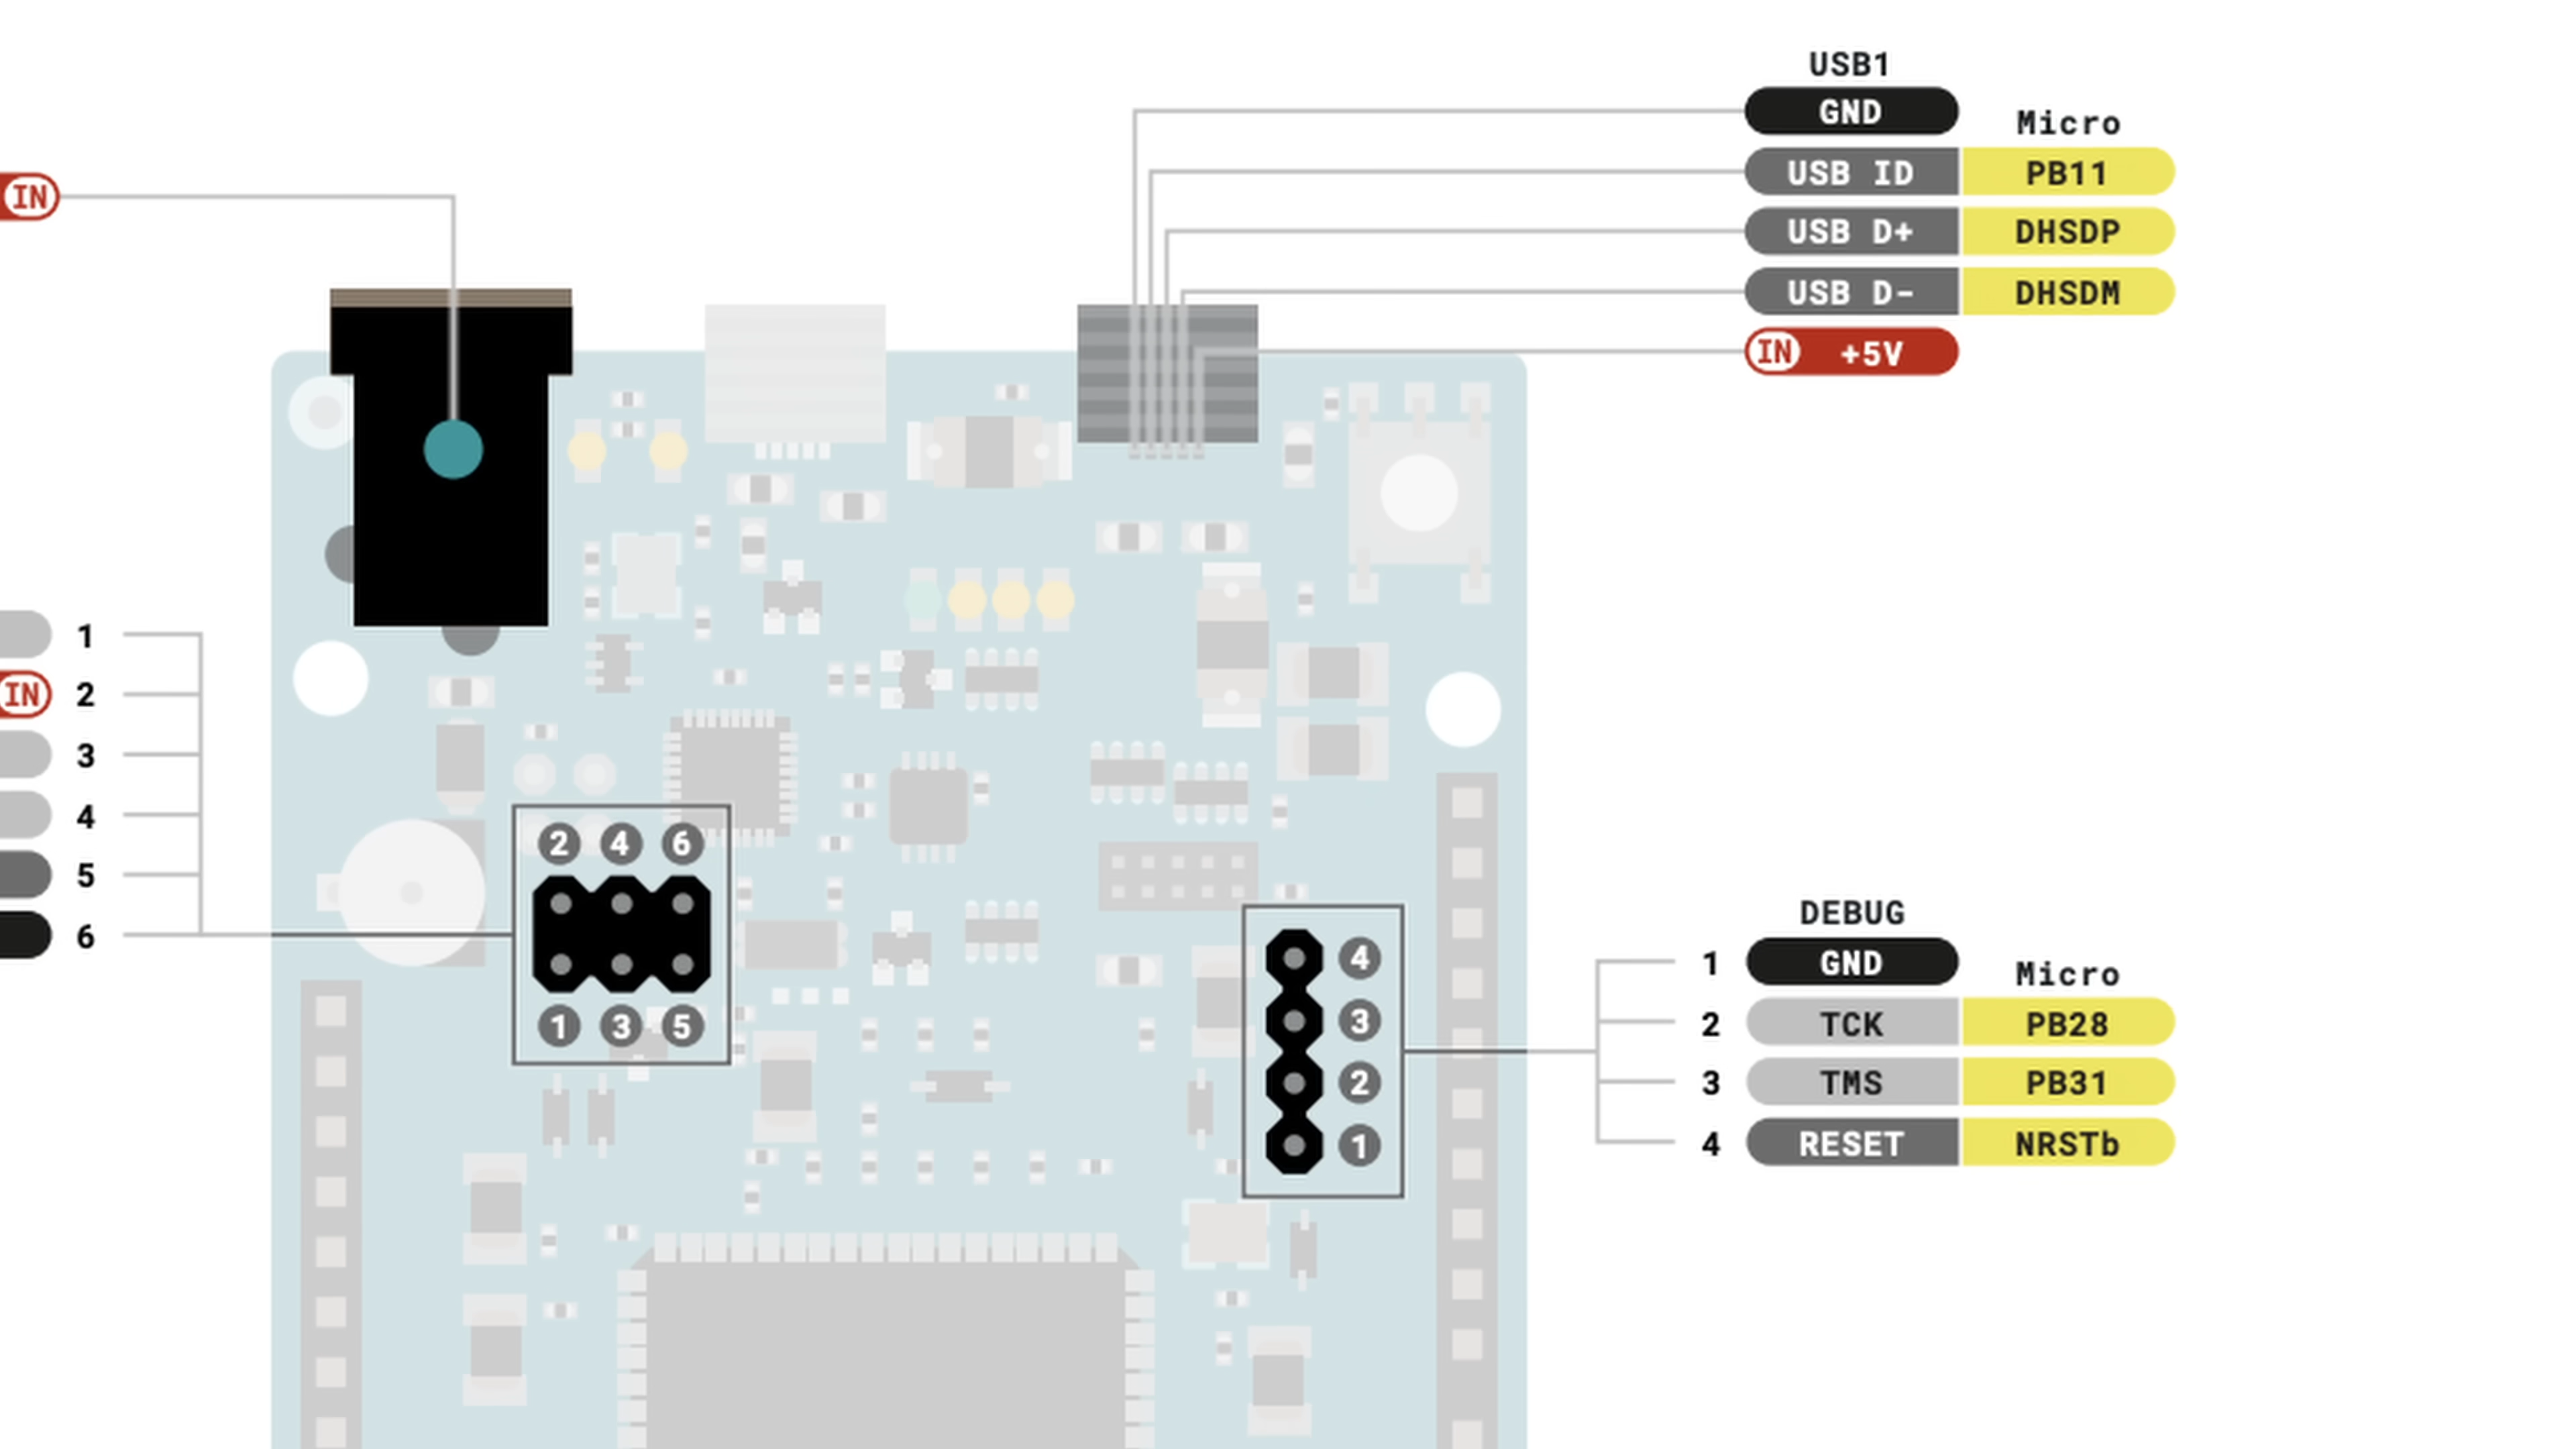 USB1
GND
Micro
USB ID PB11
USB D+ DHSDP
USB D- DHSDM
IN +5V
IN
1
IN 2
3
4
5
6
2 4 6
1 3 5
4
3
2
1
DEBUG
1 GND
Micro
2 TCK PB28
3 TMS PB31
4 RESET NRSTb